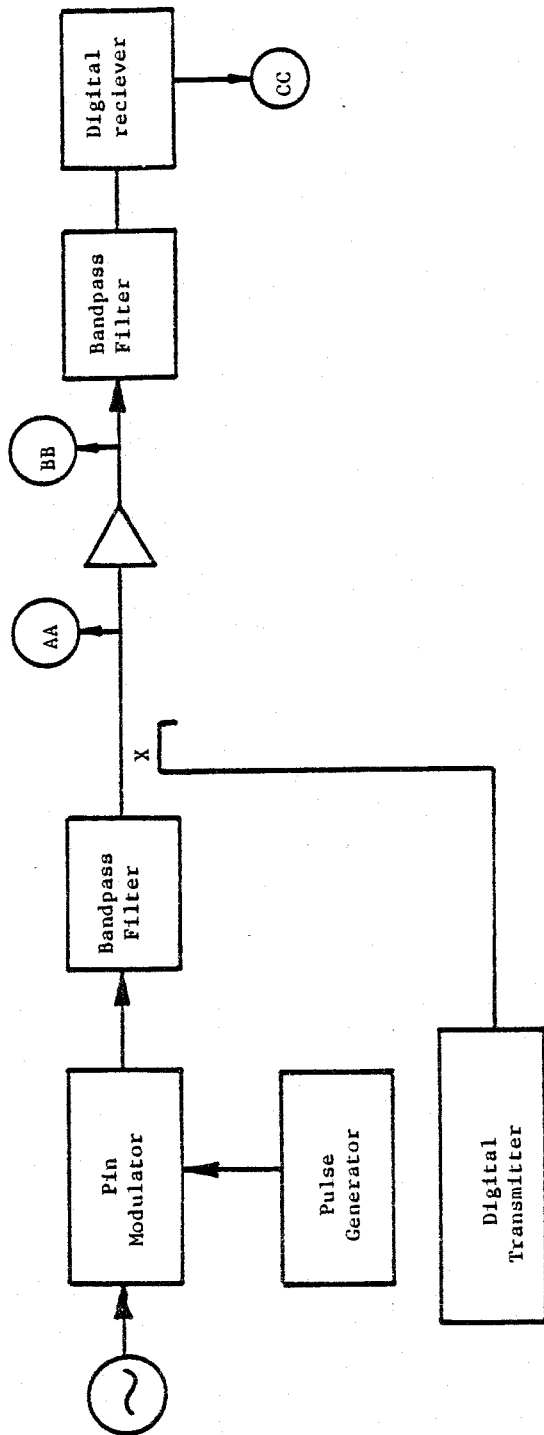 Pin
Modulator
Pulse
Generator
Digital
Transmitter
Bandpass
Filter
X
AA
BB
Bandpass
Filter
Digital
reciever
CC